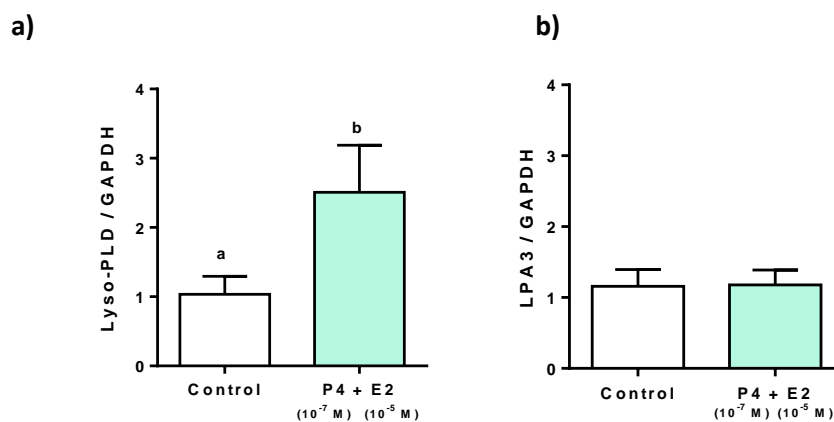 a)
Lyso-PLD / GAPDH
4
3
2
1
0
a
b
Control
P4 + E2
(10⁻⁷ M) (10⁻⁵ M)
b)
LPA3 / GAPDH
4
3
2
1
0
Control
P4 + E2
(10⁻⁷ M) (10⁻⁵ M)